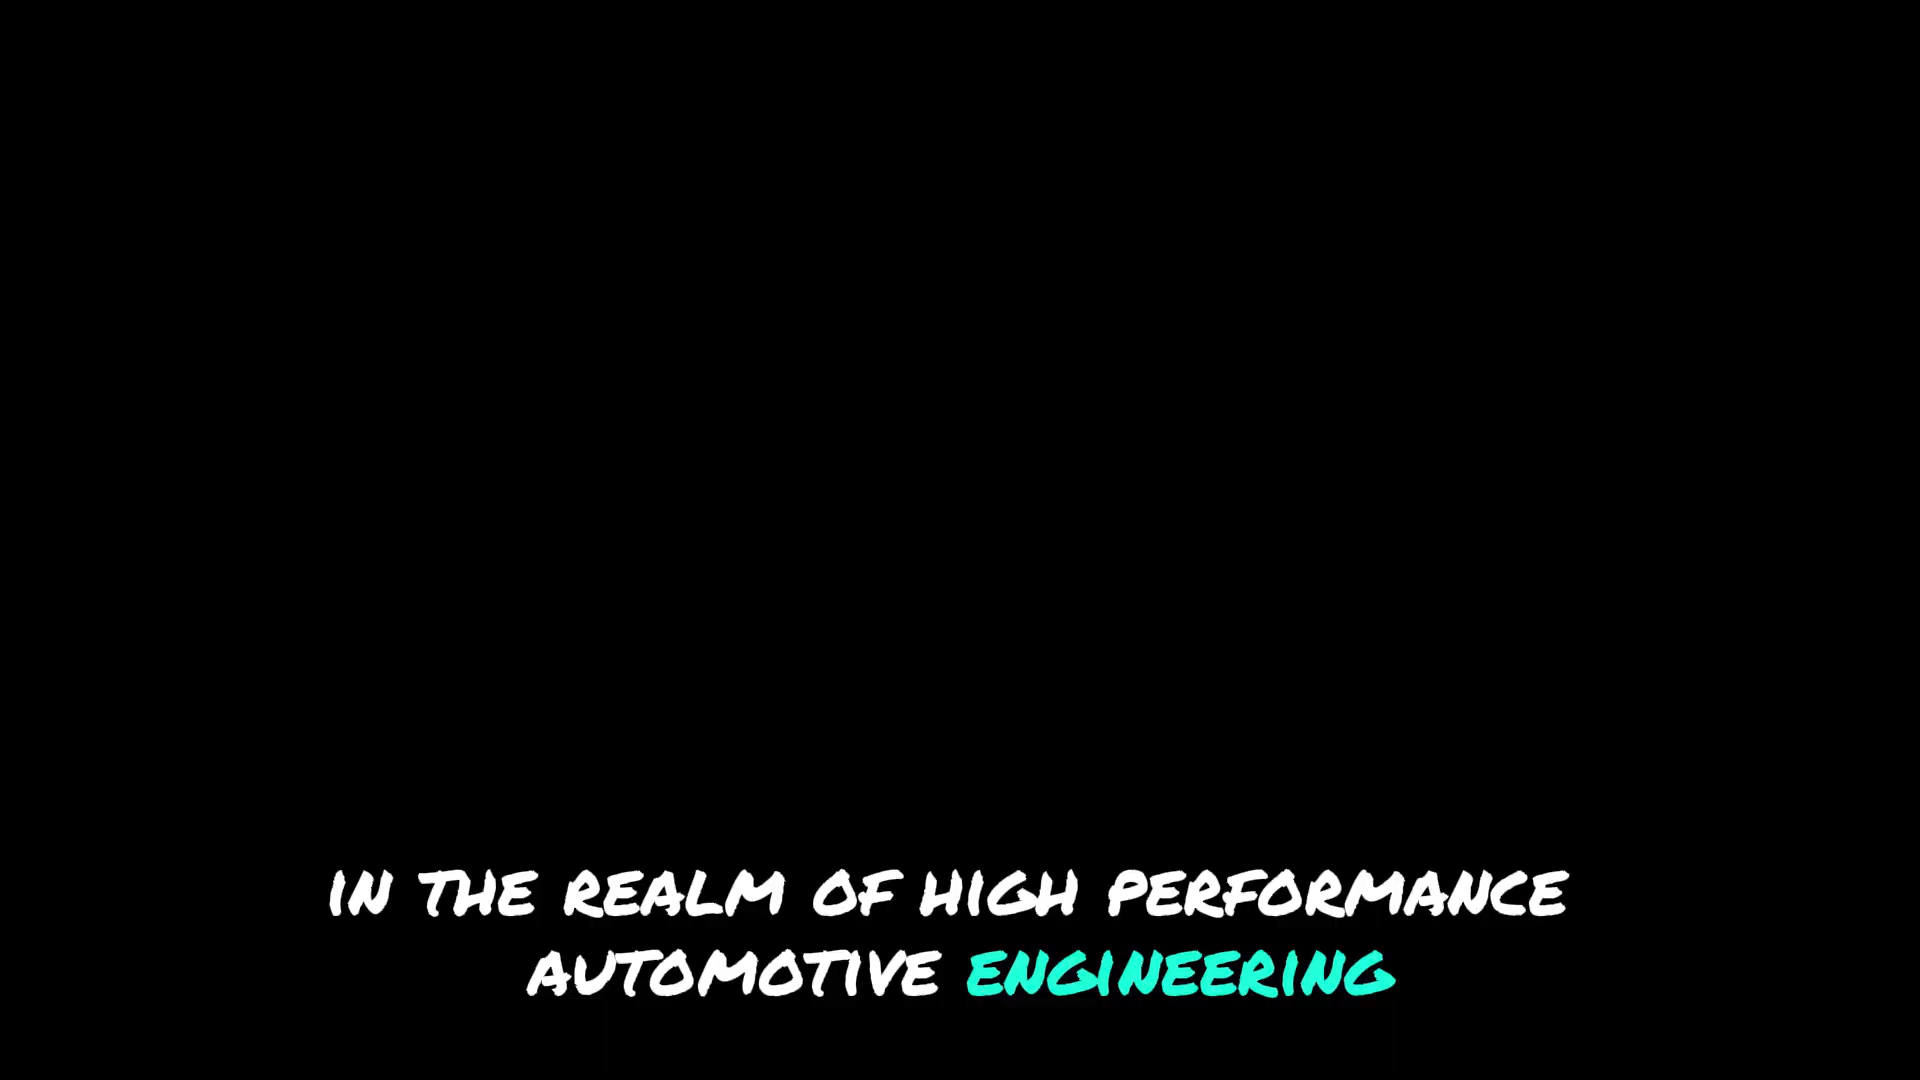 IN THE REALM OF HIGH PERFORMANCE
AUTOMOTIVE ENGINEERING